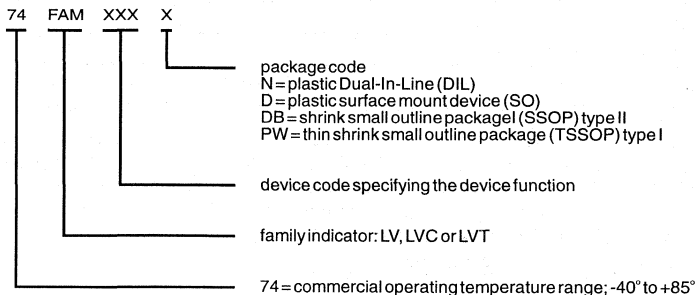 74 FAM XXX X
package code
N=plastic Dual-In-Line (DIL)
D=plastic surface mount device (SO)
DB=shrink small outline packagel (SSOP) type II
PW=thin shrink small outline package (TSSOP) type I
device code specifying the device function
family indicator: LV, LVC or LVT
74=commercial operating temperature range; -40° to +85°